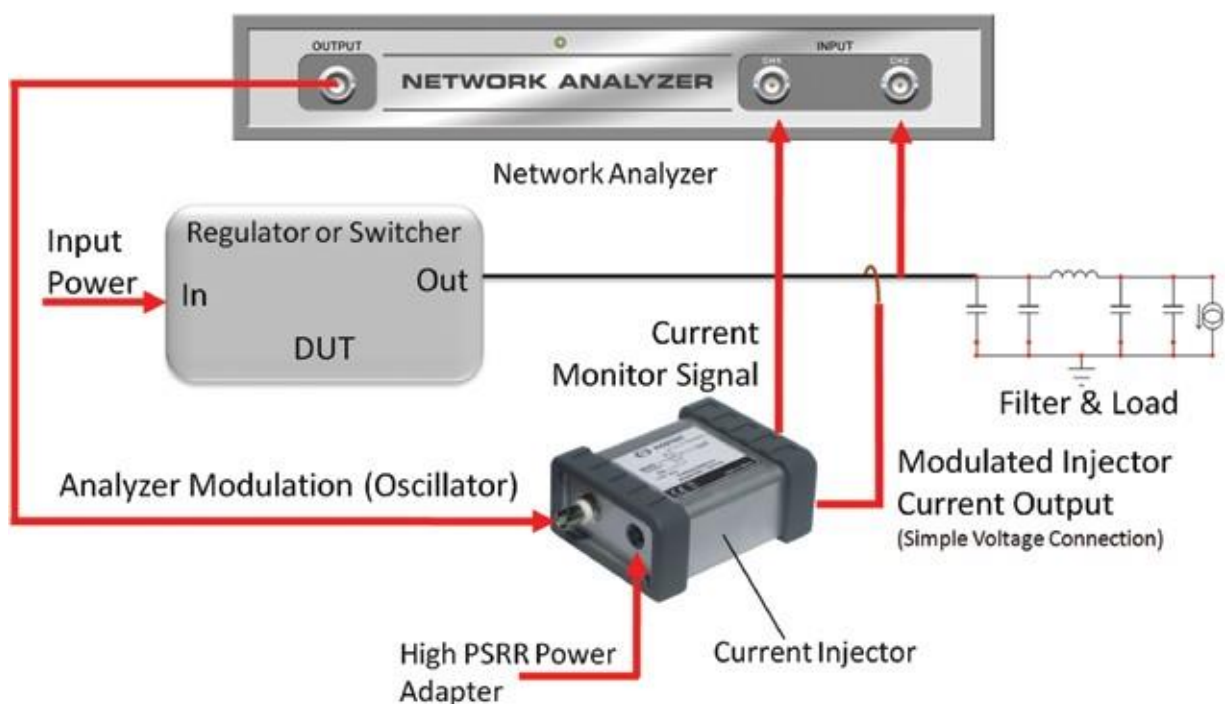 OUTPUT
INPUT
CH1
CH2
NETWORK ANALYZER
Network Analyzer
Input
Power
Regulator or Switcher
In
Out
DUT
Current
Monitor Signal
Filter & Load
Analyzer Modulation (Oscillator)
Modulated Injector
Current Output
(Simple Voltage Connection)
High PSRR Power
Adapter
Current Injector